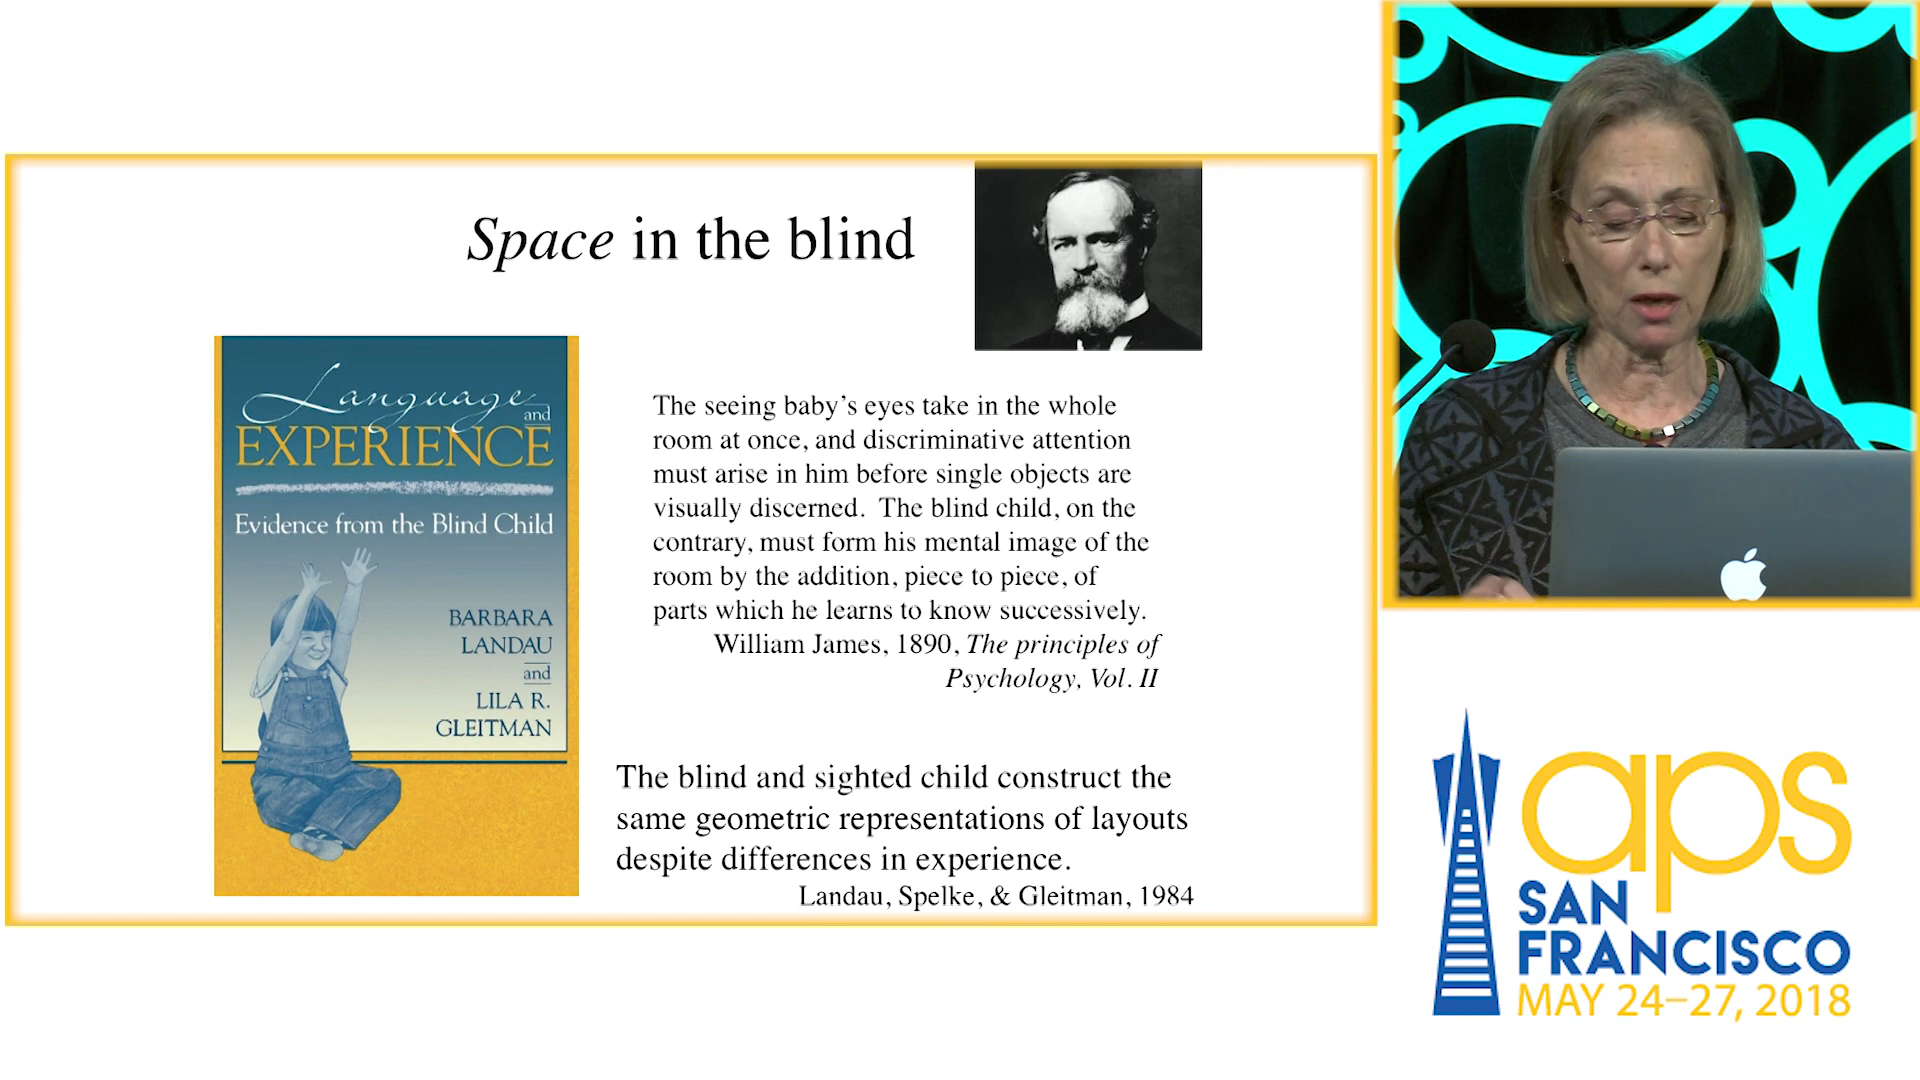 Space in the blind
Language
and
EXPERIENCE
Evidence from the Blind Child
BARBARA
LANDAU
and
LILA R.
GLEITMAN
The seeing baby’s eyes take in the whole
room at once, and discriminative attention
must arise in him before single objects are
visually discerned.  The blind child, on the
contrary, must form his mental image of the
room by the addition, piece to piece, of
parts which he learns to know successively.
William James, 1890, The principles of
Psychology, Vol. II
The blind and sighted child construct the
same geometric representations of layouts
despite differences in experience.
Landau, Spelke, & Gleitman, 1984
aps
SAN
FRANCISCO
MAY 24–27, 2018